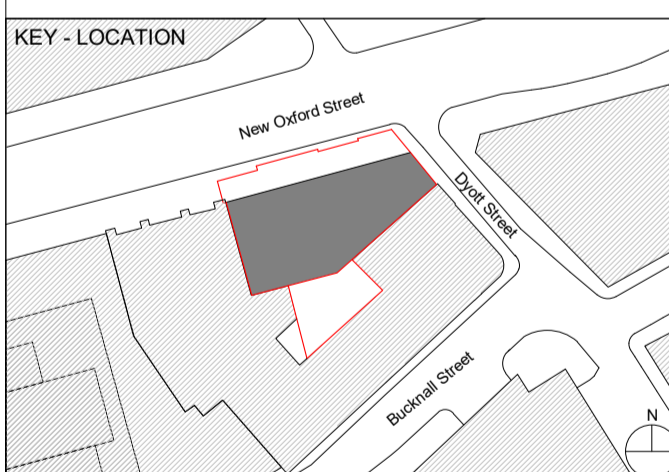 KEY - LOCATION
New Oxford Street
Dyott Street
Bucknall Street
N